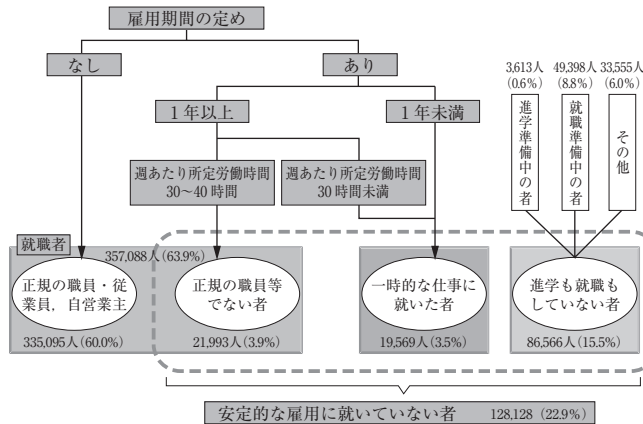 雇用期間の定め
なし
あり
1年以上
1年未満
週あたり所定労働時間
30〜40時間
週あたり所定労働時間
30時間未満
3,613人
(0.6%)
49,398人
(8.8%)
33,555人
(6.0%)
進学準備中の者
就職準備中の者
その他
就職者
357,088人(63.9%)
正規の職員・従
業員，自営業主
335,095人(60.0%)
正規の職員等
でない者
21,993人(3.9%)
一時的な仕事に
就いた者
19,569人(3.5%)
進学も就職も
していない者
86,566人(15.5%)
安定的な雇用に就いていない者 128,128 (22.9%)